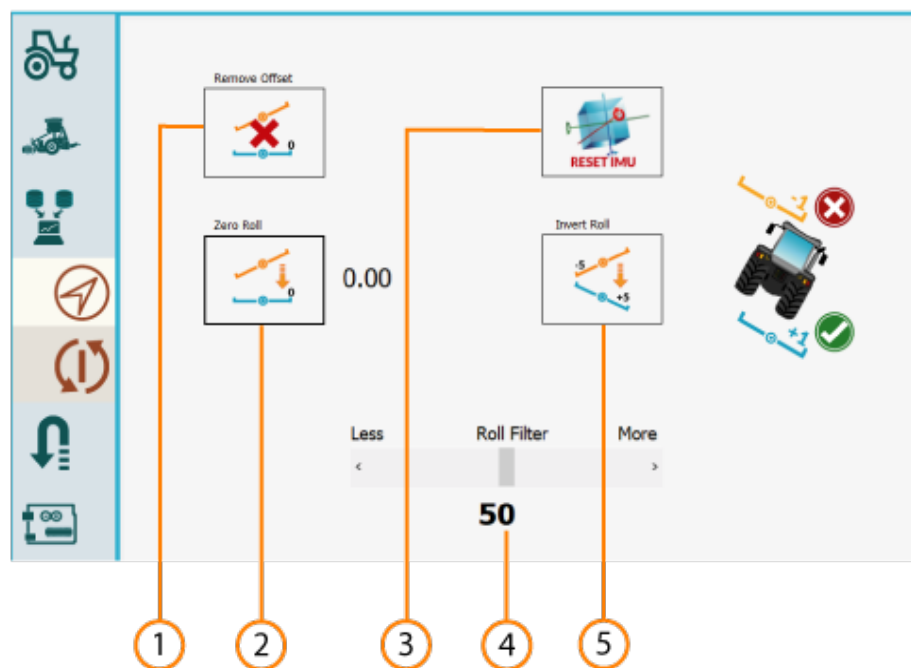 Remove Offset
0
RESET IMU
-1
Zero Roll
0
0.00
Invert Roll
-5
+5
+1
Less Roll Filter More
< >
50
1 2 3 4 5